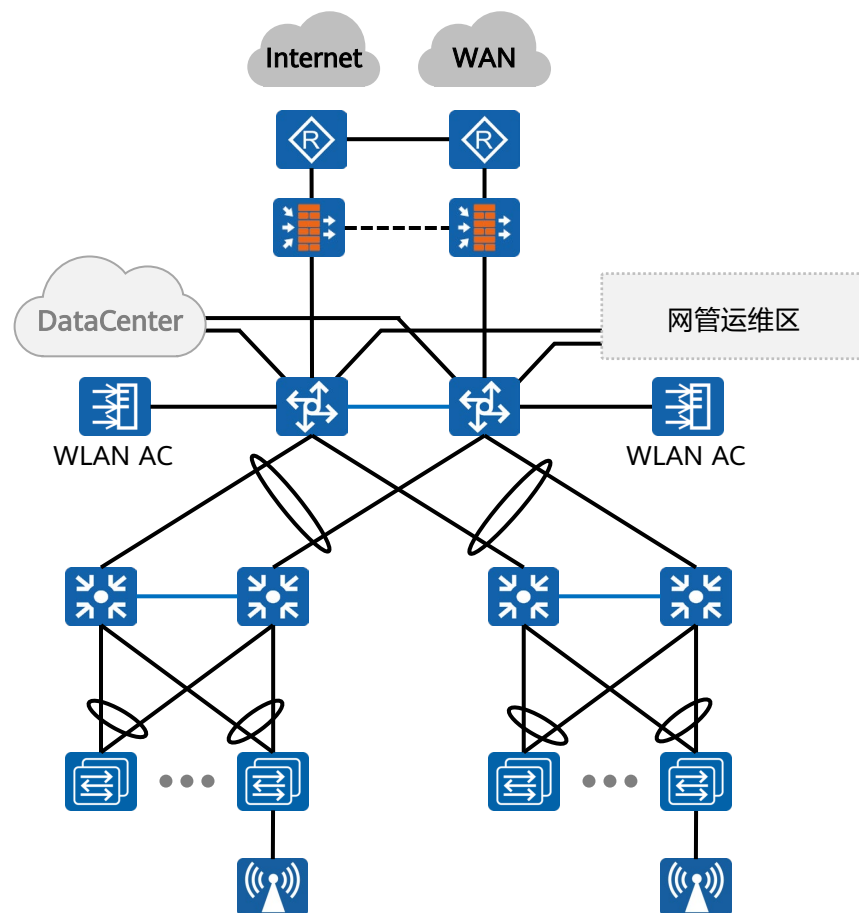 Internet
WAN
R
R
DataCenter
网管运维区
WLAN AC
WLAN AC